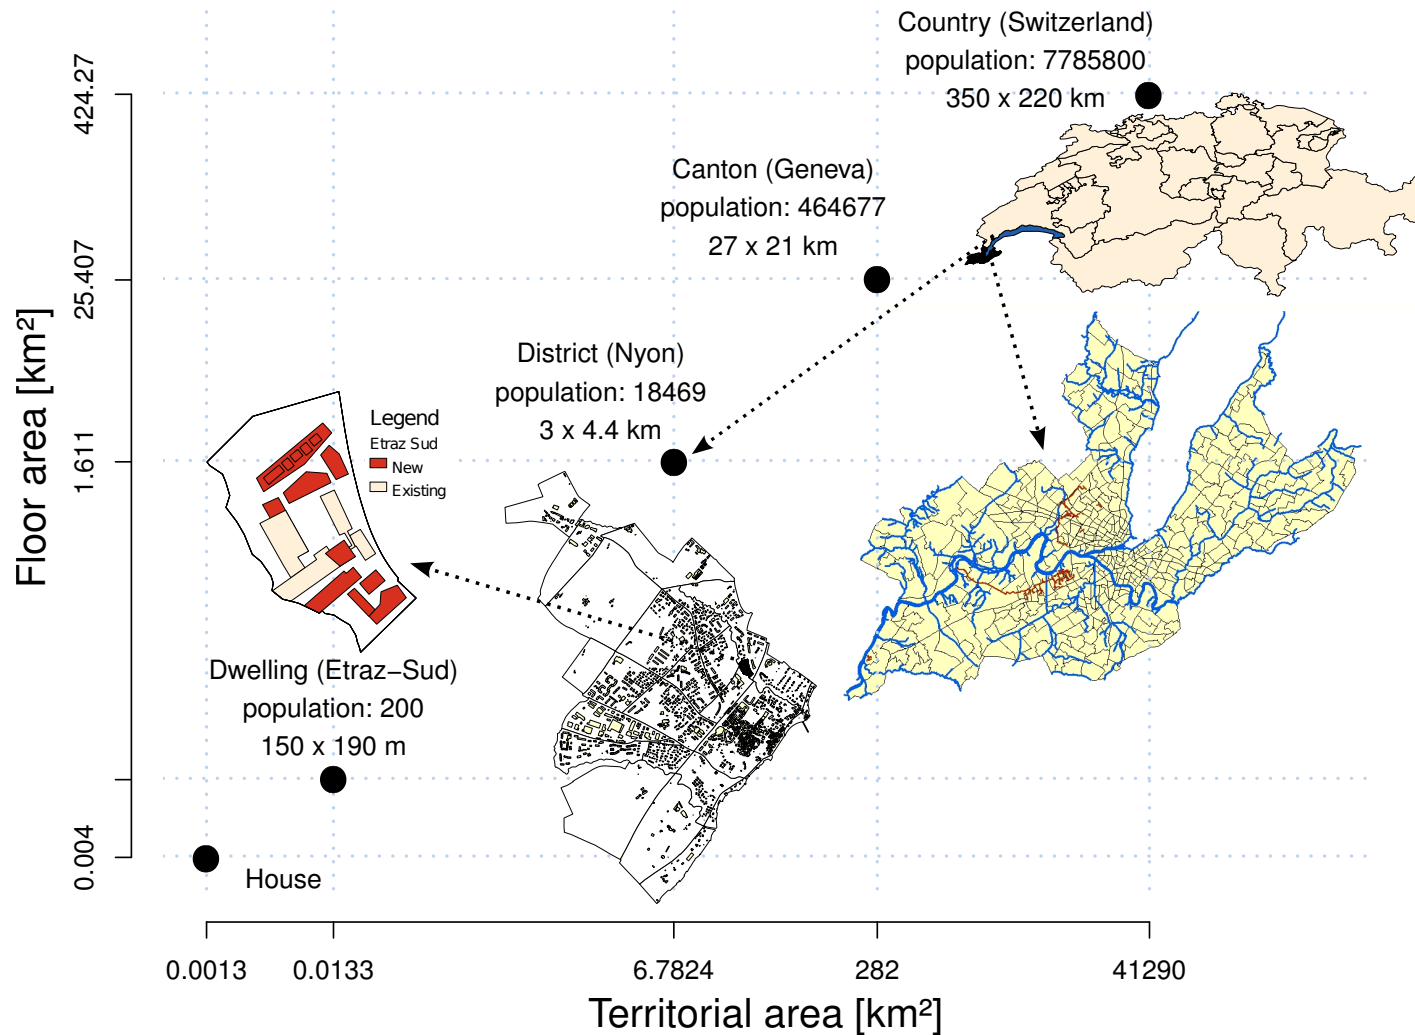 Country (Switzerland)
population: 7785800
350 x 220 km
Canton (Geneva)
population: 464677
27 x 21 km
District (Nyon)
population: 18469
3 x 4.4 km
Legend
Etraz Sud
New
Existing
Dwelling (Etraz−Sud)
population: 200
150 x 190 m
House
Floor area [km²]
424.27
25.407
1.611
0.004
0.0013
0.0133
6.7824
282
41290
Territorial area [km²]